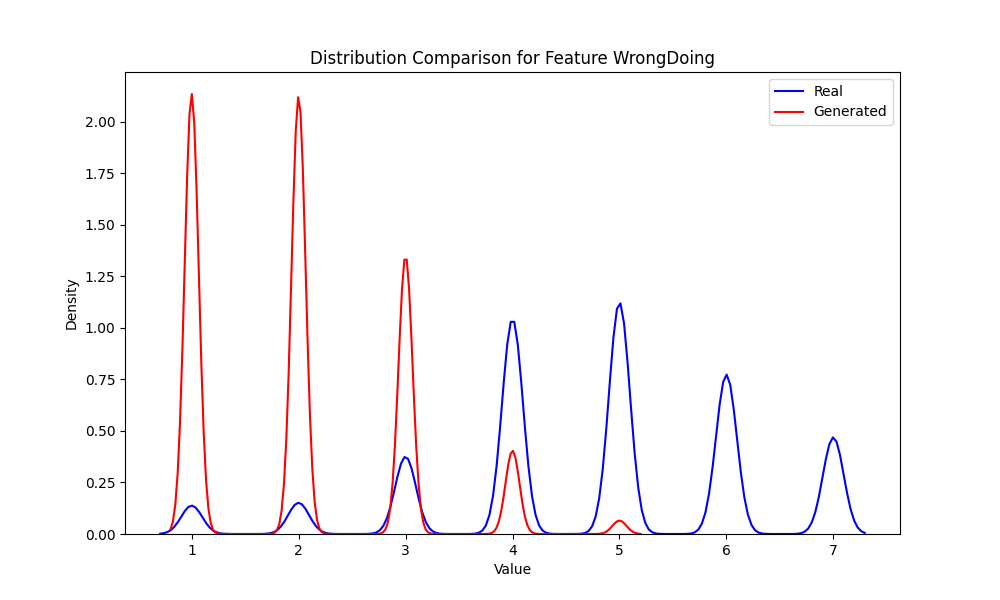 Distribution Comparison for Feature WrongDoing
Real
Generated
Density
2.00
1.75
1.50
1.25
1.00
0.75
0.50
0.25
0.00
1 2 3 4 5 6 7
Value